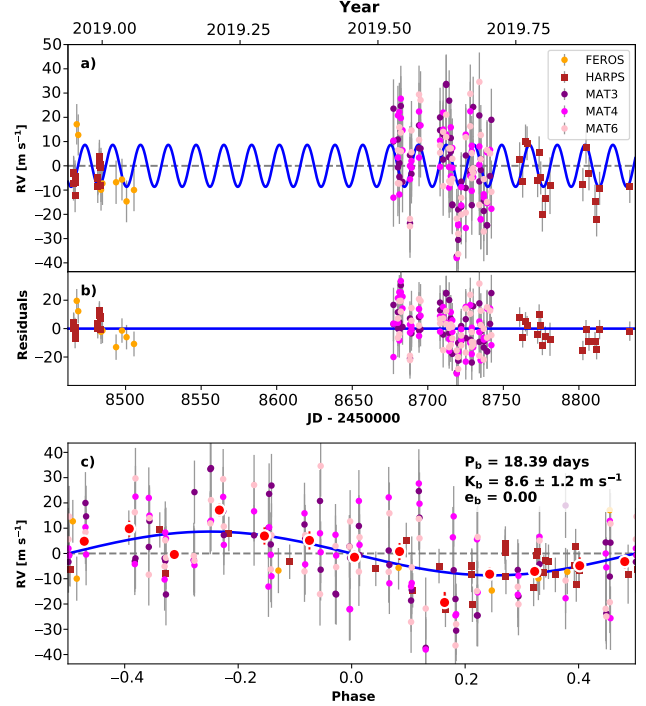 Year
2019.00 2019.25 2019.50 2019.75
50
40
30
20
10
0
−10
−20
−30
−40
RV [m s⁻¹]
a)
FEROS
HARPS
MAT3
MAT4
MAT6
b)
20
0
−20
Residuals
8500 8550 8600 8650 8700 8750 8800
JD - 2450000
c)
P_b = 18.39 days
K_b = 8.6 ± 1.2 m s⁻¹
e_b = 0.00
40
30
20
10
0
−10
−20
−30
−40
RV [m s⁻¹]
−0.4 −0.2 0.0 0.2 0.4
Phase